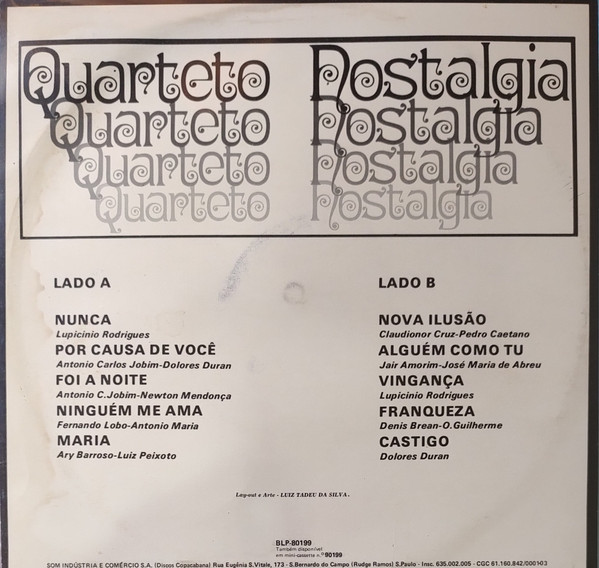 Quarteto Nostalgia
Quarteto Nostalgia
Quarteto Nostalgia
Quarteto Nostalgia
LADO A
NUNCA
Lupicinio Rodrigues
POR CAUSA DE VOCÊ
Antonio Carlos Jobim-Dolores Duran
FOI A NOITE
Antonio C.Jobim-Newton Mendonça
NINGUÉM ME AMA
Fernando Lobo-Antonio Maria
MARIA
Ary Barroso-Luiz Peixoto
LADO B
NOVA ILUSÃO
Claudionor Cruz-Pedro Caetano
ALGUÉM COMO TU
Jair Amorim-José Maria de Abreu
VINGANÇA
Lupicinio Rodrigues
FRANQUEZA
Denis Brean-O.Guilherme
CASTIGO
Dolores Duran
Lay-out e Arte - LUIZ TADEU DA SILVA.
BLP-80199
Também disponível
em mini-cassette n.º 90199
SOM INDÚSTRIA E COMÉRCIO S.A. (Discos Copacabana) Rua Eugênia S.Vitale, 173 - S.Bernardo do Campo (Rudge Ramos) S.Paulo - Insc. 635.002.005 - CGC 61.160.842/0001-03